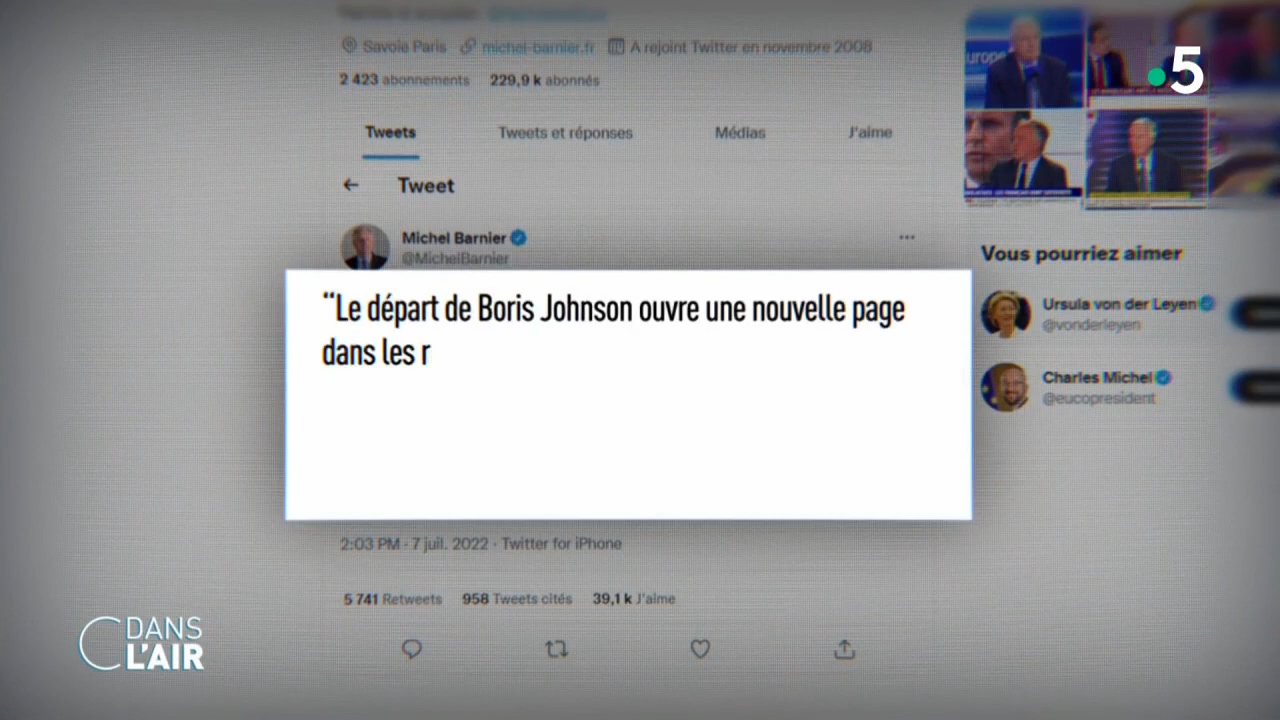 Savoie Paris michel-barnier.fr A rejoint Twitter en novembre 2008
2 423 abonnements 229,9 k abonnés
Tweets Tweets et réponses Médias J'aime
Tweet
Michel Barnier
@MichelBarnier
“Le départ de Boris Johnson ouvre une nouvelle page
dans les r
2:03 PM · 7 juil. 2022 · Twitter for iPhone
5 741 Retweets 958 Tweets cités 39,1 k J'aime
5
Vous pourriez aimer
Ursula von der Leyen
@vonderleyen
Charles Michel
@eucopresident
C DANS
L'AIR